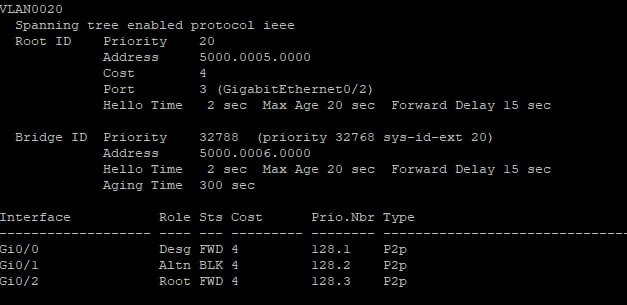 VLAN0020
  Spanning tree enabled protocol ieee
  Root ID    Priority    20
             Address     5000.0005.0000
             Cost        4
             Port        3 (GigabitEthernet0/2)
             Hello Time   2 sec  Max Age 20 sec  Forward Delay 15 sec
  Bridge ID  Priority    32788  (priority 32768 sys-id-ext 20)
             Address     5000.0006.0000
             Hello Time   2 sec  Max Age 20 sec  Forward Delay 15 sec
             Aging Time  300 sec
Interface           Role Sts Cost      Prio.Nbr Type
------------------- ---- --- --------- -------- --------------------------------
Gi0/0               Desg FWD 4         128.1    P2p
Gi0/1               Altn BLK 4         128.2    P2p
Gi0/2               Root FWD 4         128.3    P2p